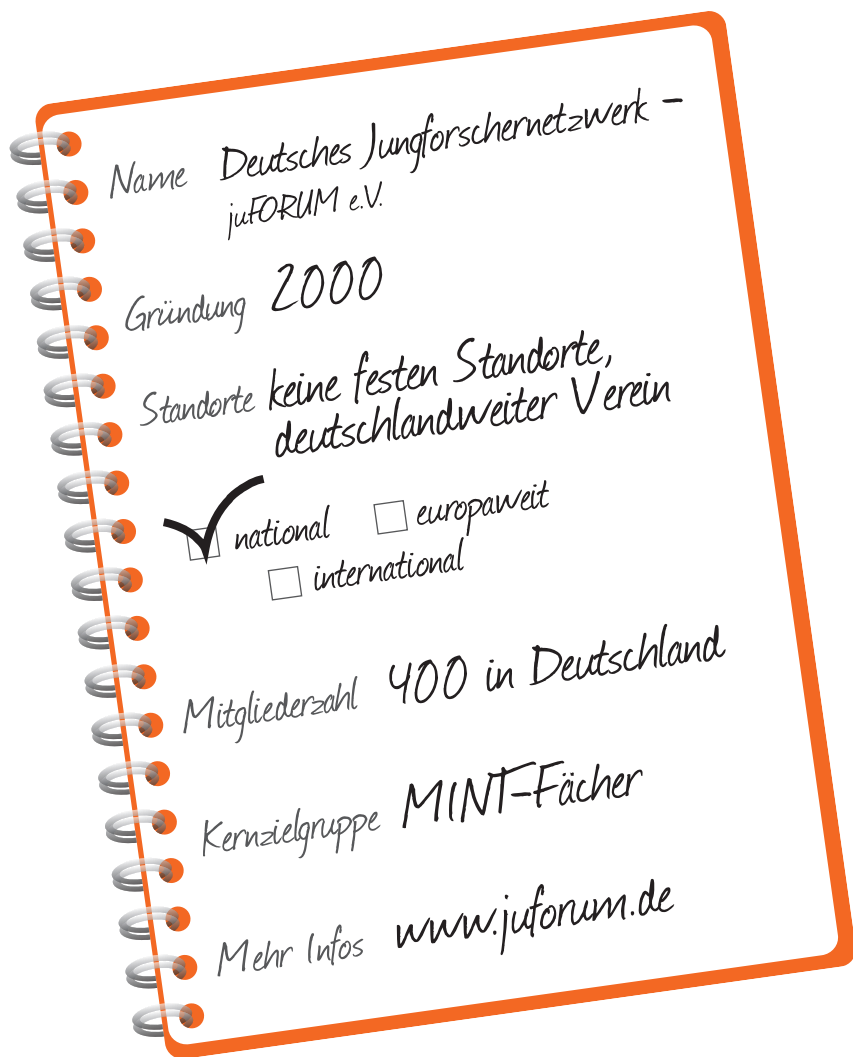 Name Deutsches Jungforschernetzwerk –
juFORUM e.V.
Gründung 2000
Standorte keine festen Standorte,
deutschlandweiter Verein
national europaweit
international
Mitgliederzahl 400 in Deutschland
Kernzielgruppe MINT-Fächer
Mehr Infos www.juforum.de